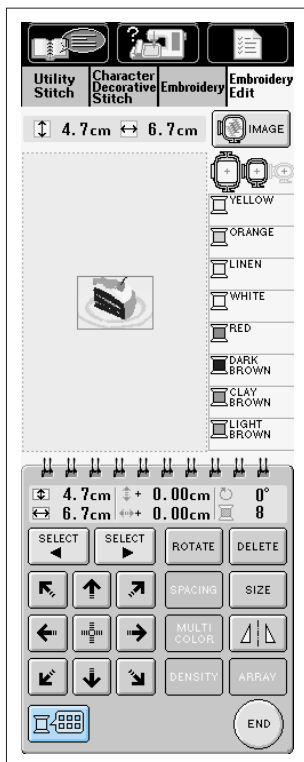 Utility Stitch
Character Decorative Stitch
Embroidery
Embroidery Edit
4.7cm 6.7cm
IMAGE
YELLOW
ORANGE
LINEN
WHITE
RED
DARK BROWN
CLAY BROWN
LIGHT BROWN
4.7cm + 0.00cm 0°
6.7cm + 0.00cm 8
SELECT SELECT ROTATE DELETE
SPACING SIZE
MULTI COLOR
DENSITY ARRAY
END